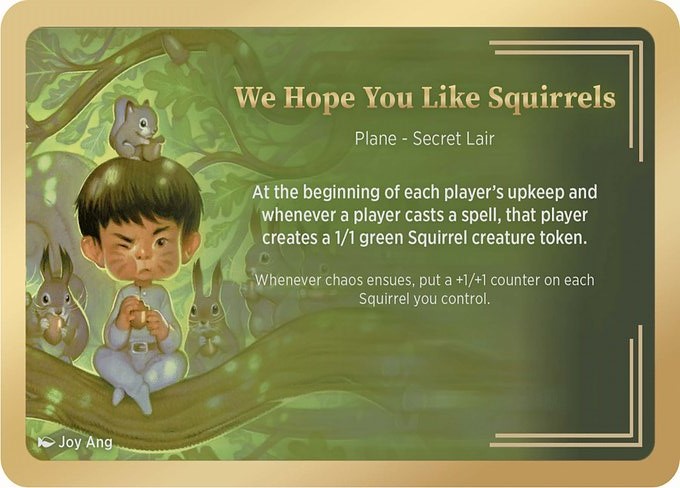 We Hope You Like Squirrels
Plane - Secret Lair
At the beginning of each player's upkeep and
whenever a player casts a spell, that player
creates a 1/1 green Squirrel creature token.
Whenever chaos ensues, put a +1/+1 counter on each
Squirrel you control.
Joy Ang